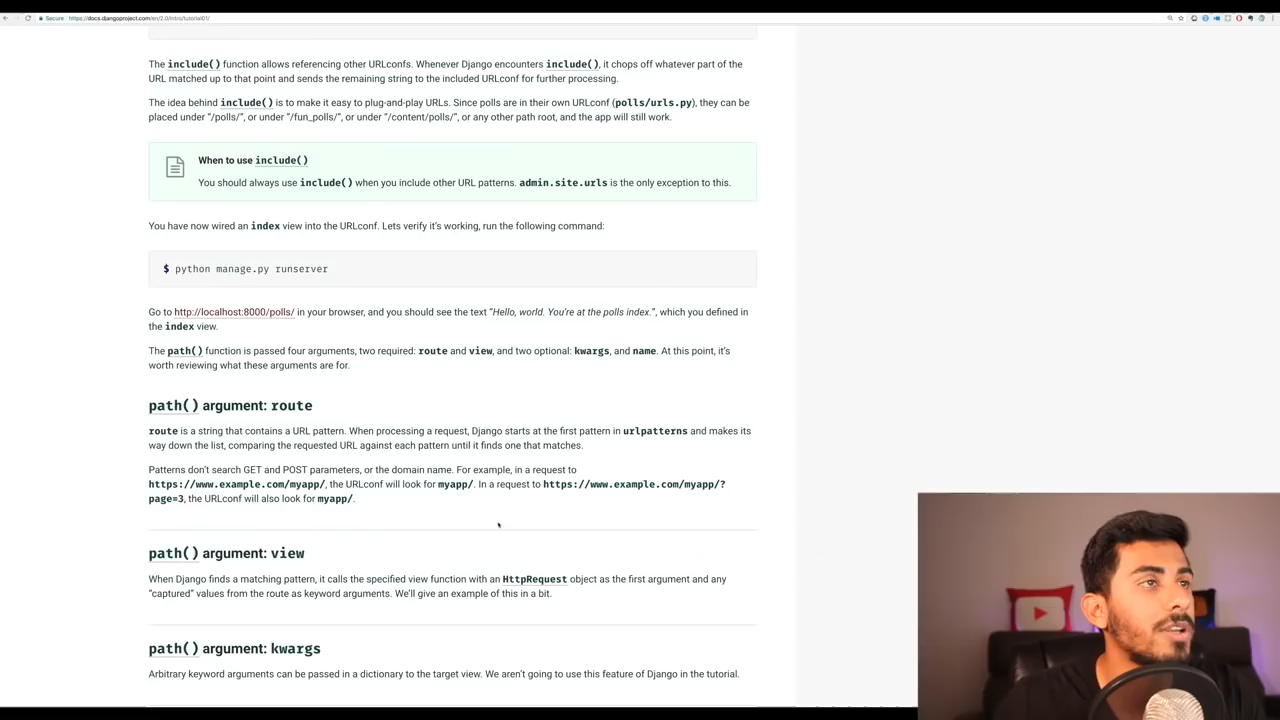 Secure https://docs.djangoproject.com/en/2.0/intro/tutorial01/
The include() function allows referencing other URLconfs. Whenever Django encounters include(), it chops off whatever part of the
URL matched up to that point and sends the remaining string to the included URLconf for further processing.
The idea behind include() is to make it easy to plug-and-play URLs. Since polls are in their own URLconf (polls/urls.py), they can be
placed under “/polls/”, or under “/fun_polls/”, or under “/content/polls/”, or any other path root, and the app will still work.
When to use include()
You should always use include() when you include other URL patterns. admin.site.urls is the only exception to this.
You have now wired an index view into the URLconf. Lets verify it’s working, run the following command:
$ python manage.py runserver
Go to http://localhost:8000/polls/ in your browser, and you should see the text “Hello, world. You’re at the polls index.”, which you defined in
the index view.
The path() function is passed four arguments, two required: route and view, and two optional: kwargs, and name. At this point, it’s
worth reviewing what these arguments are for.
path() argument: route
route is a string that contains a URL pattern. When processing a request, Django starts at the first pattern in urlpatterns and makes its
way down the list, comparing the requested URL against each pattern until it finds one that matches.
Patterns don’t search GET and POST parameters, or the domain name. For example, in a request to
https://www.example.com/myapp/, the URLconf will look for myapp/. In a request to https://www.example.com/myapp/?
page=3, the URLconf will also look for myapp/.
path() argument: view
When Django finds a matching pattern, it calls the specified view function with an HttpRequest object as the first argument and any
“captured” values from the route as keyword arguments. We’ll give an example of this in a bit.
path() argument: kwargs
Arbitrary keyword arguments can be passed in a dictionary to the target view. We aren’t going to use this feature of Django in the tutorial.